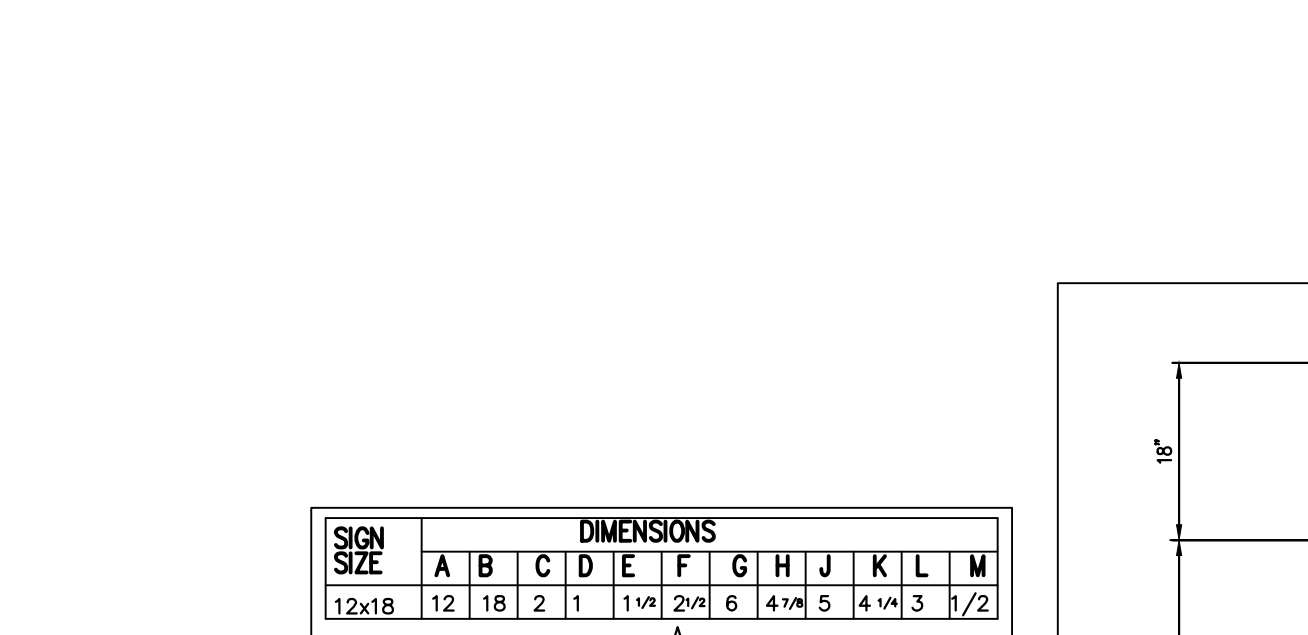 18"
DIMENSIONS
SIGN
SIZE
A B C D E F G H J K L M
12x18 12 18 2 1 1 1/2 2 1/2 6 4 7/8 5 4 1/4 3 1/2